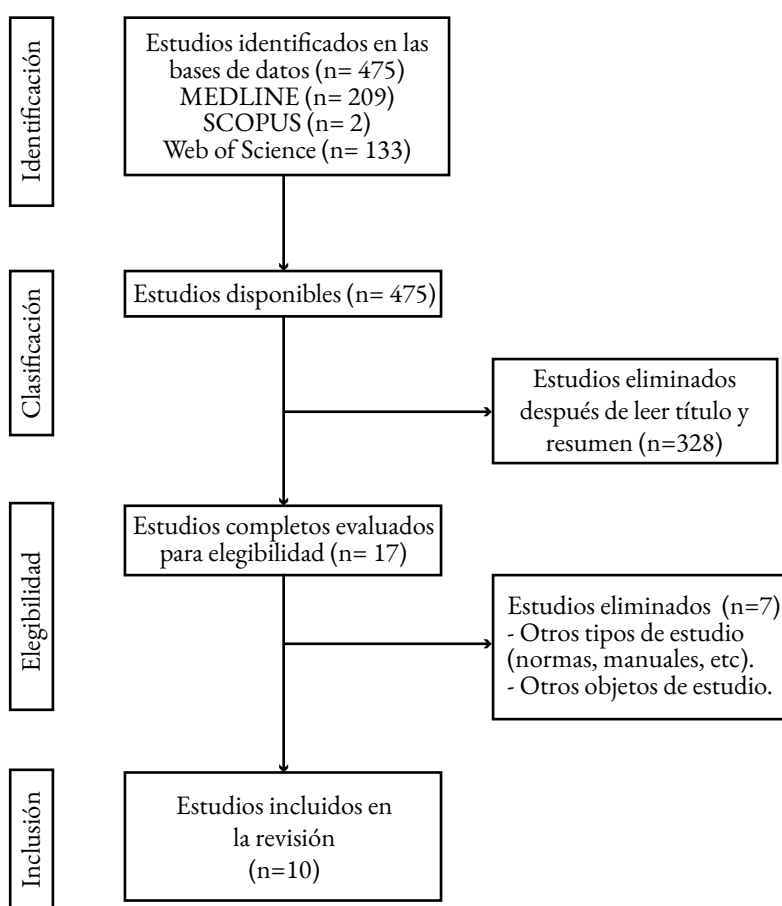 Identificación
Estudios identificados en las
bases de datos (n= 475)
MEDLINE (n= 209)
SCOPUS (n= 2)
Web of Science (n= 133)
Clasificación
Estudios disponibles (n= 475)
Estudios eliminados
después de leer título y
resumen (n=328)
Elegibilidad
Estudios completos evaluados
para elegibilidad (n= 17)
Estudios eliminados (n=7)
- Otros tipos de estudio
(normas, manuales, etc).
- Otros objetos de estudio.
Inclusión
Estudios incluidos en
la revisión
(n=10)